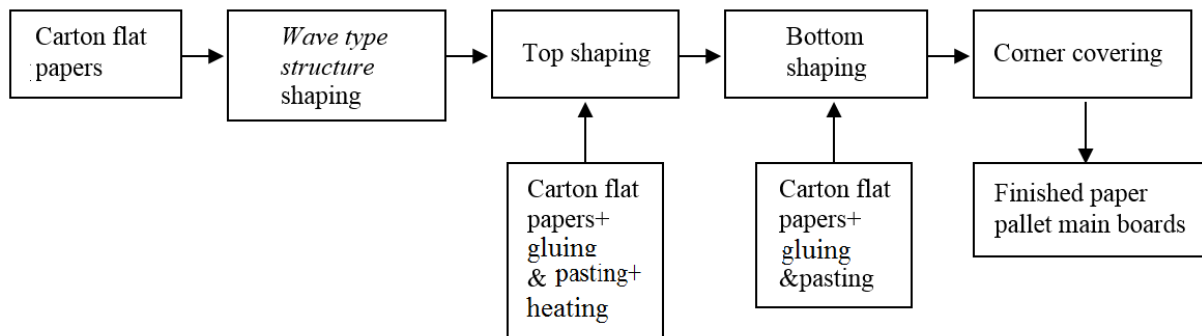 Carton flat
papers
Wave type
structure
shaping
Top shaping
Bottom
shaping
Corner covering
Carton flat
papers+
gluing
& pasting+
heating
Carton flat
papers+
gluing
&pasting
Finished paper
pallet main boards